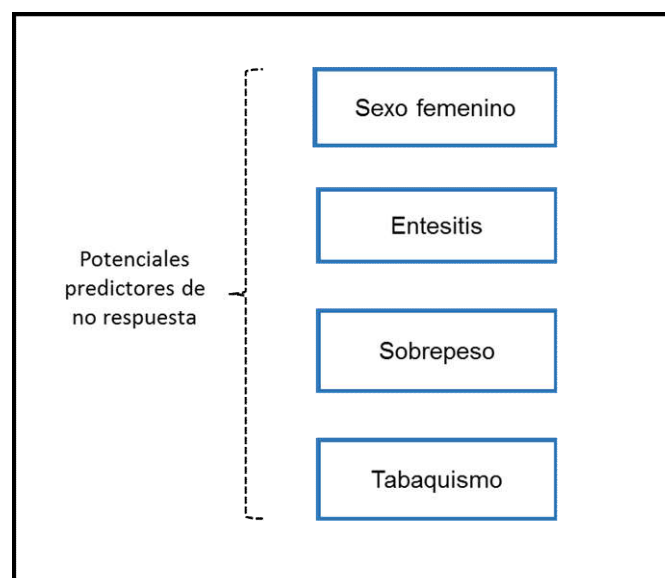 Potenciales
predictores de
no respuesta
Sexo femenino
Entesitis
Sobrepeso
Tabaquismo